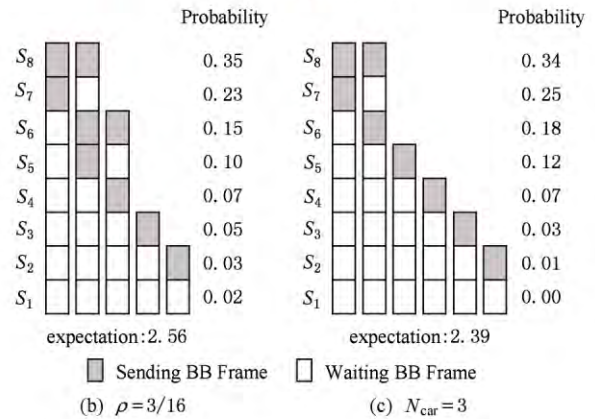 Probability
S8 0.35
S7 0.23
S6 0.15
S5 0.10
S4 0.07
S3 0.05
S2 0.03
S1 0.02
expectation:2.56
Probability
S8 0.34
S7 0.25
S6 0.18
S5 0.12
S4 0.07
S3 0.03
S2 0.01
S1 0.00
expectation:2.39
Sending BB Frame Waiting BB Frame
(b) ρ=3/16 (c) Ncar=3